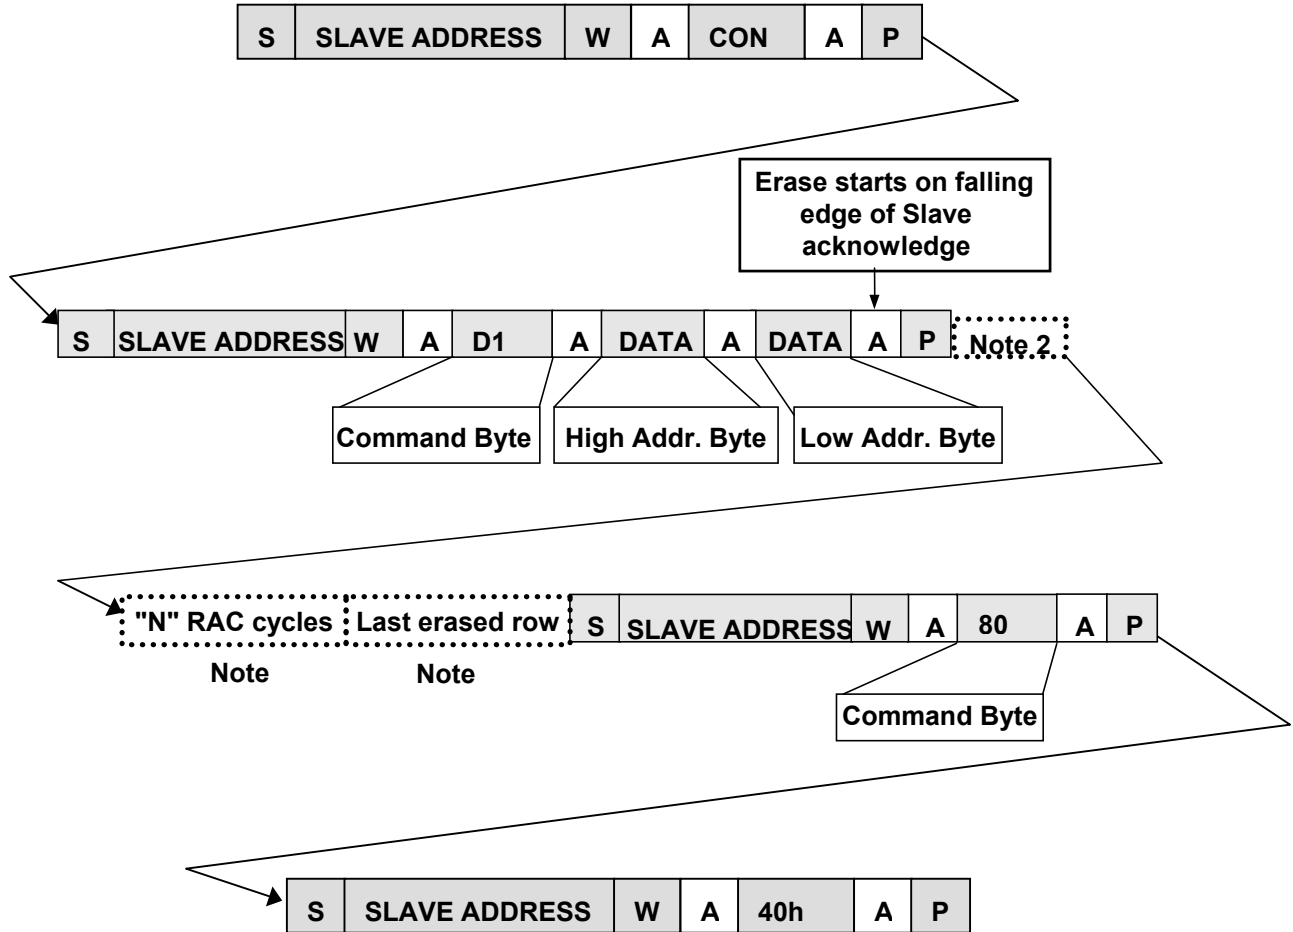 S SLAVE ADDRESS W A CON A P
Erase starts on falling
edge of Slave
acknowledge
S SLAVE ADDRESS W A D1 A DATA A DATA A P Note 2
Command Byte High Addr. Byte Low Addr. Byte
"N" RAC cycles Last erased row S SLAVE ADDRESS W A 80 A P
Note Note
Command Byte
S SLAVE ADDRESS W A 40h A P